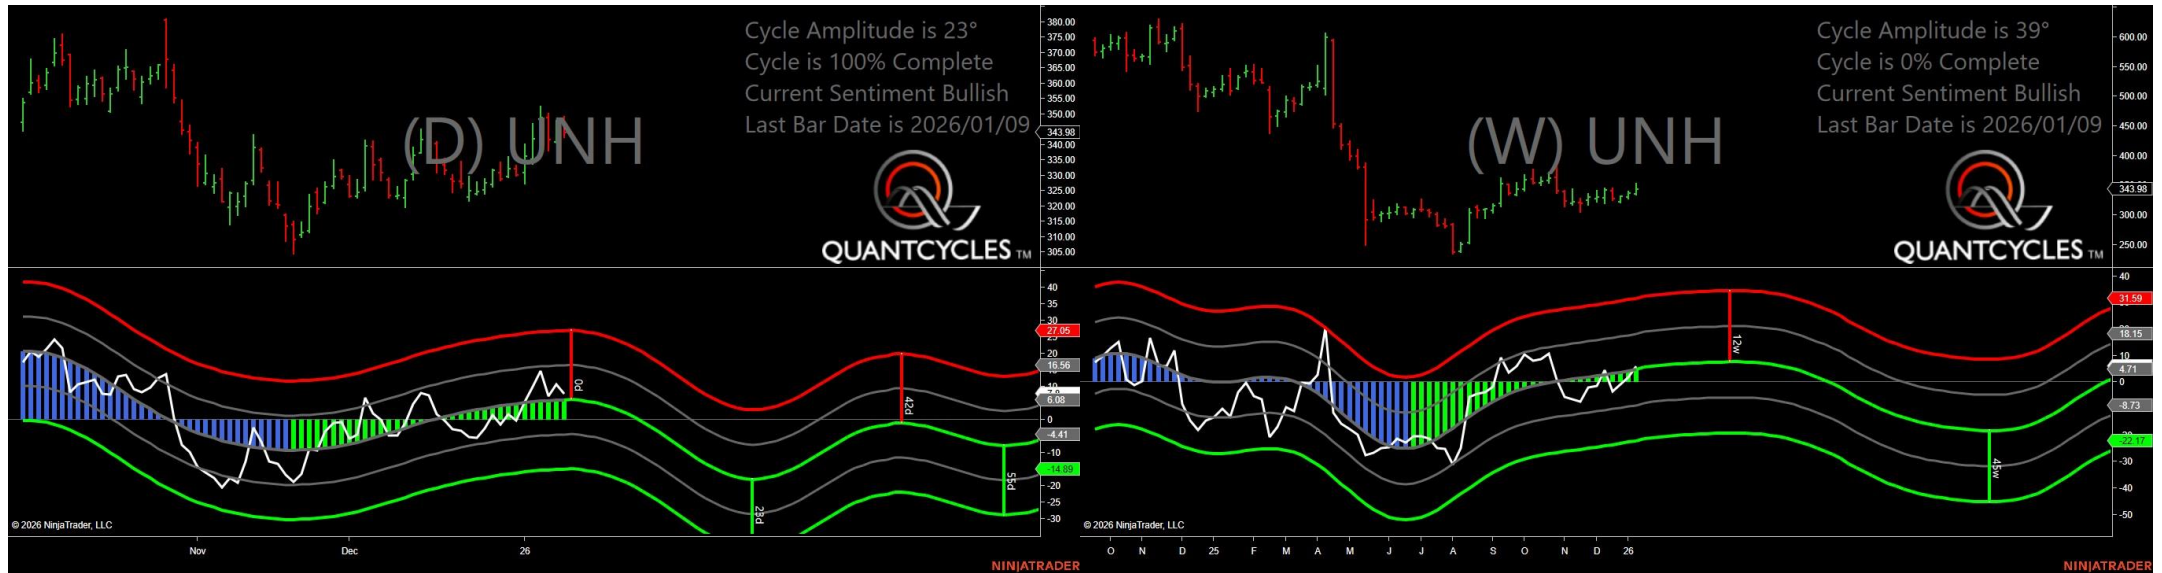 Cycle Amplitude is 23°
Cycle is 100% Complete
Current Sentiment Bullish
Last Bar Date is 2026/01/09
(D) UNH
QUANTCYCLES TM
380.00
375.00
370.00
365.00
360.00
355.00
350.00
343.98
340.00
335.00
330.00
325.00
320.00
315.00
310.00
305.00
40
35
30
27.05
20
16.56
10
6.08
0
-4.41
-10
-14.89
-20
-25
-30
0d
23d
42d
55d
© 2026 NinjaTrader, LLC
Nov Dec 26
NINJATRADER
Cycle Amplitude is 39°
Cycle is 0% Complete
Current Sentiment Bullish
Last Bar Date is 2026/01/09
(W) UNH
QUANTCYCLES TM
600.00
550.00
500.00
450.00
400.00
343.98
300.00
250.00
40
31.59
18.15
10
4.71
0
-8.73
-22.17
-30
-40
-50
12w
45w
© 2026 NinjaTrader, LLC
O N D 25 F M A M J J A S O N D 26
NINJATRADER